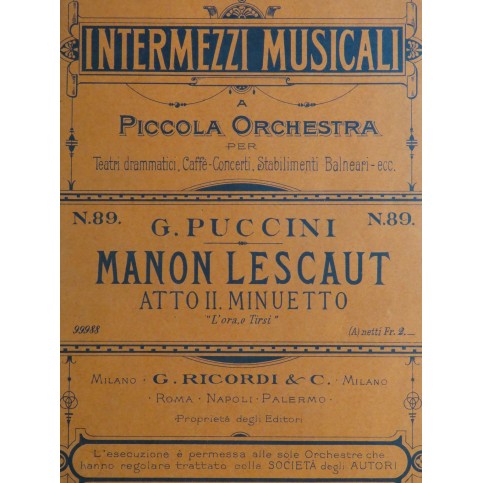 INTERMEZZI MUSICALI
A
PICCOLA ORCHESTRA
PER
Teatri drammatici, Caffè-Concerti, Stabilimenti Balneari-ecc.
N.89. G. PUCCINI N.89.
MANON LESCAUT
ATTO II. MINUETTO
"L'ora, o Tirsi"
99988 (A) netti Fr. 2.—
MILANO · G. RICORDI & C. · MILANO
· ROMA · NAPOLI · PALERMO ·
Proprietà degli Editori
L'esecuzione è permessa alle sole Orchestre che
hanno regolare trattato colle SOCIETÀ degli AUTORI